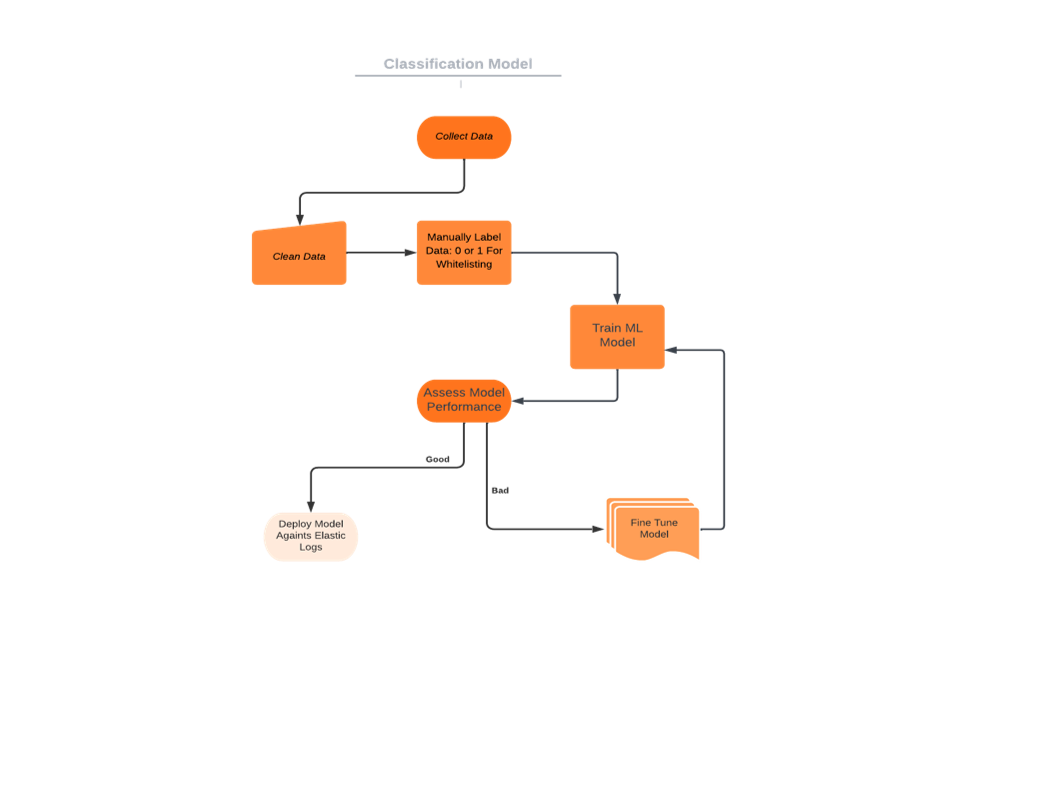 Classification Model
Collect Data
Clean Data
Manually Label
Data: 0 or 1 For
Whitelisting
Train ML
Model
Assess Model
Performance
Good
Bad
Deploy Model
Againts Elastic
Logs
Fine Tune
Model